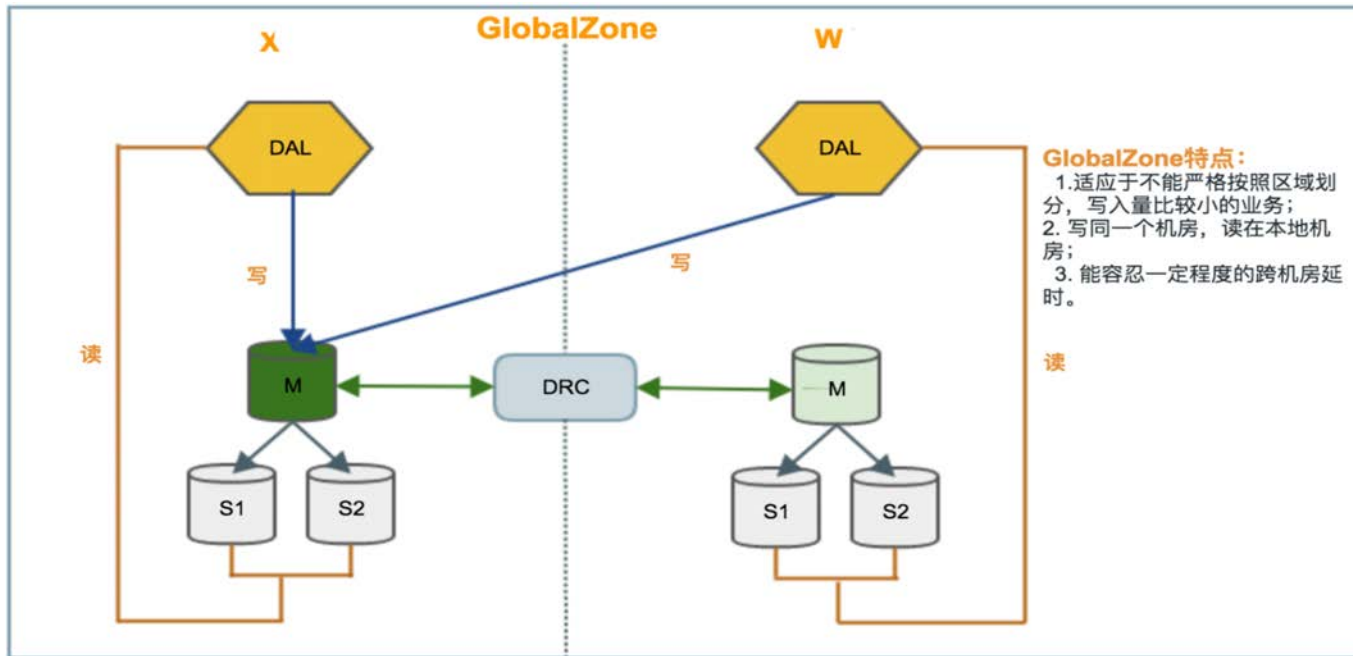 GlobalZone
X
W
DAL
DAL
GlobalZone特点：
1.适应于不能严格按照区域划
分，写入量比较小的业务；
2. 写同一个机房，读在本地机
房；
3. 能容忍一定程度的跨机房延
时。
写
写
读
读
M
DRC
M
S1
S2
S1
S2